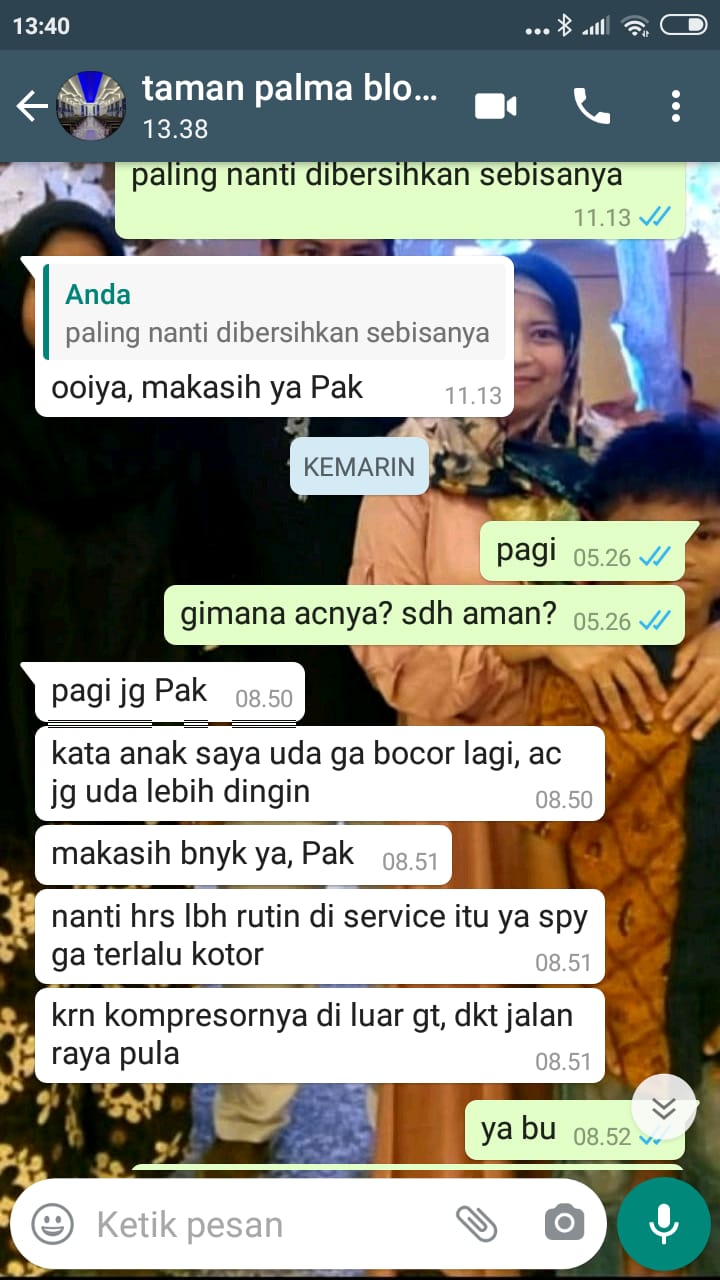 13:40
taman palma blo...
13.38
paling nanti dibersihkan sebisanya
11.13
Anda
paling nanti dibersihkan sebisanya
ooiya, makasih ya Pak 11.13
KEMARIN
pagi 05.26
gimana acnya? sdh aman? 05.26
pagi jg Pak 08.50
kata anak saya uda ga bocor lagi, ac
jg uda lebih dingin 08.50
makasih bnyk ya, Pak 08.51
nanti hrs lbh rutin di service itu ya spy
ga terlalu kotor 08.51
krn kompresornya di luar gt, dkt jalan
raya pula 08.51
ya bu 08.52
Ketik pesan